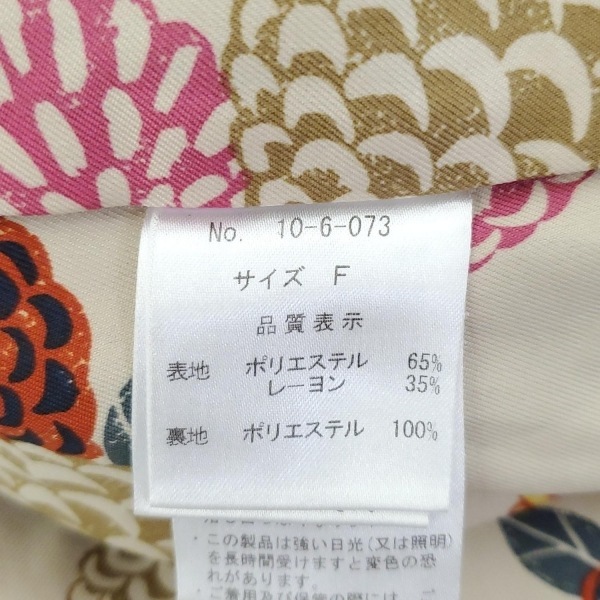 No. 10-6-073
サイズ F
品質表示
表地 ポリエステル 65%
レーヨン 35%
裏地 ポリエステル 100%
・この製品は強い日光(又は照明)
を長時間受けますと変色の恐
れがあります。